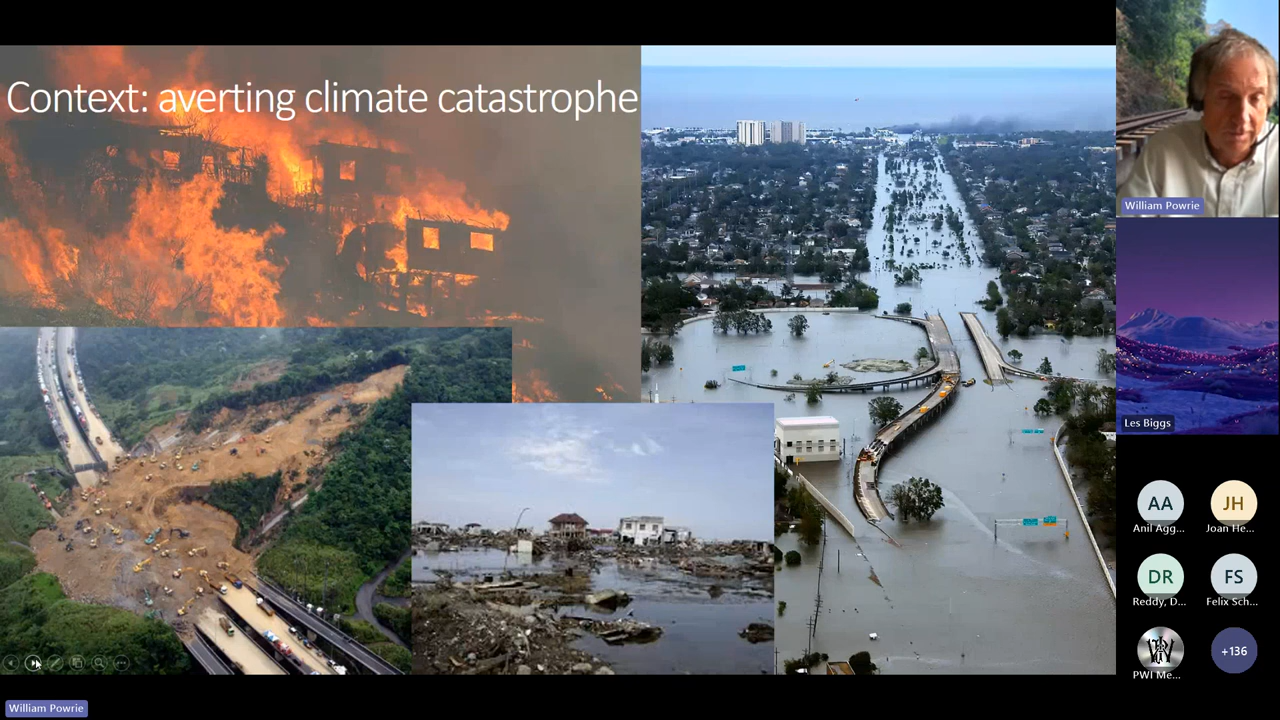 Context: averting climate catastrophe
William Powrie
Les Biggs
AA
JH
Anil Agg...
Joan He...
DR
FS
Reddy, D...
Felix Sch...
PWI Me...
+136
William Powrie